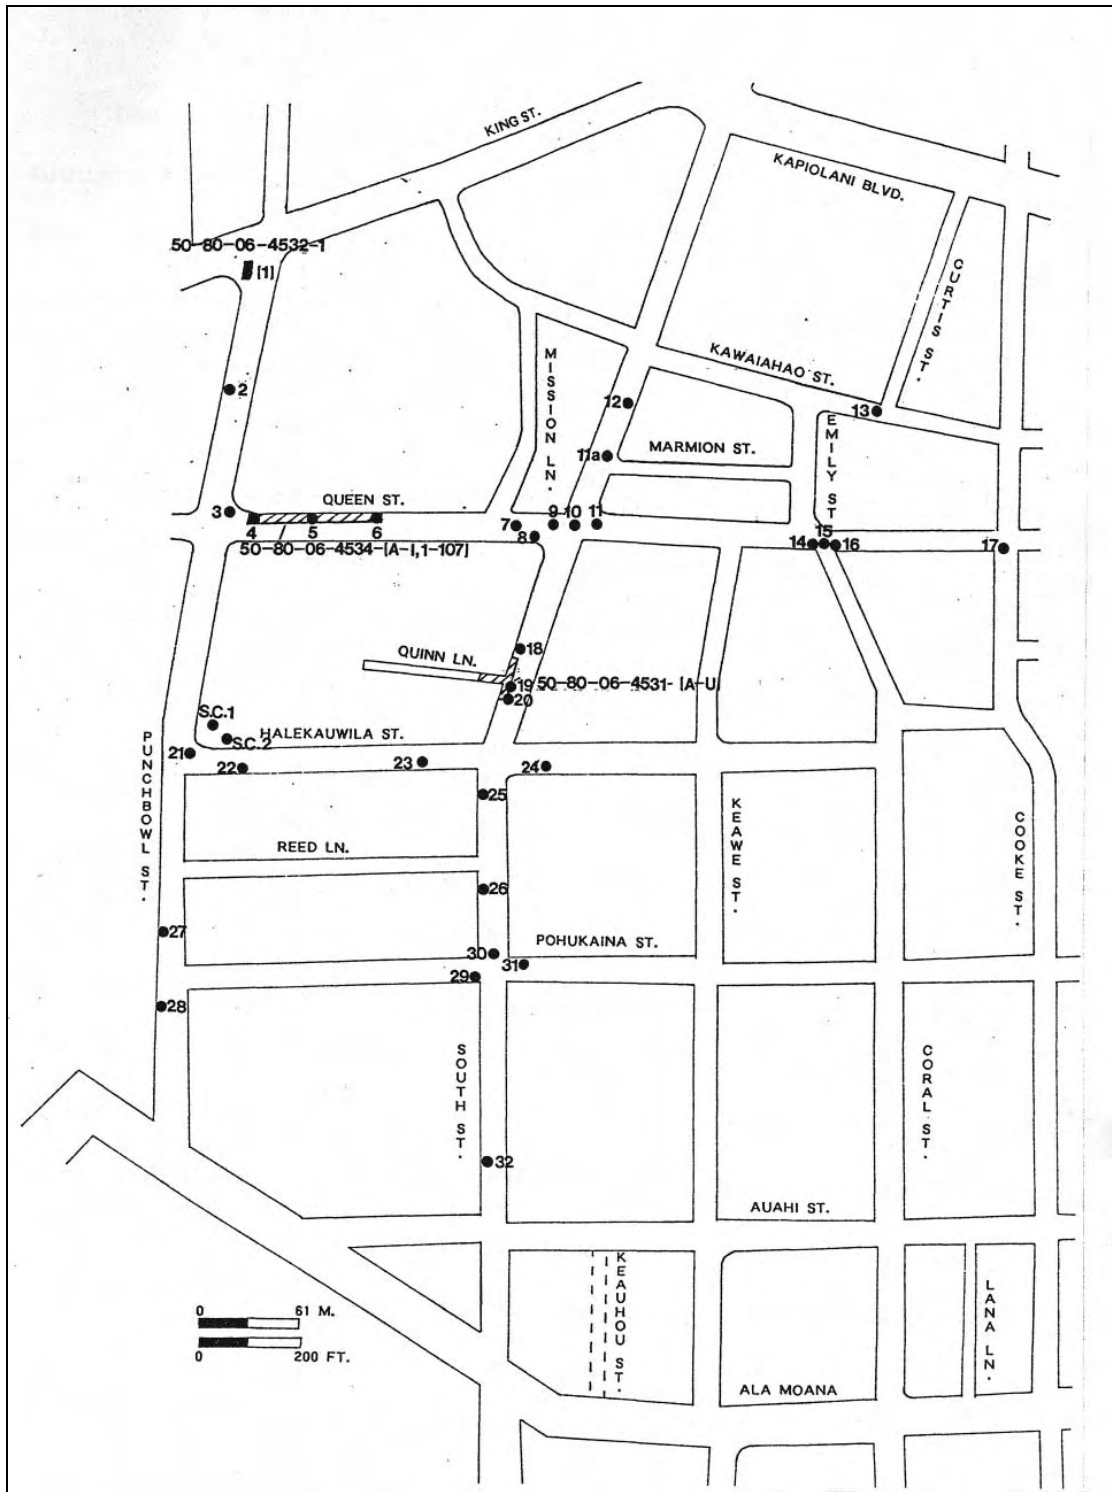 KING ST.
KAPIOLANI BLVD.
50-80-06-4532-1
[1]
CURTIS ST.
MISSION LN.
KAWAIAHAO ST.
2
12
13
MARMION ST.
EMILY ST
11a
QUEEN ST.
3
4
5
6
7
8
9
10
11
14
15
16
17
50-80-06-4534-[A-I,1-107]
18
QUINN LN.
19
50-80-06-4531-[A-U]
20
S.C.1
S.C.2
HALEKAUWILA ST.
PUNCHBOWL ST.
21
22
23
24
25
KEAWE ST.
COOKE ST.
REED LN.
26
27
POHUKAINA ST.
30
31
29
28
SOUTH ST.
CORAL ST.
32
AUAHI ST.
KEAUHOU ST.
LANA LN.
0 61 M.
0 200 FT.
ALA MOANA